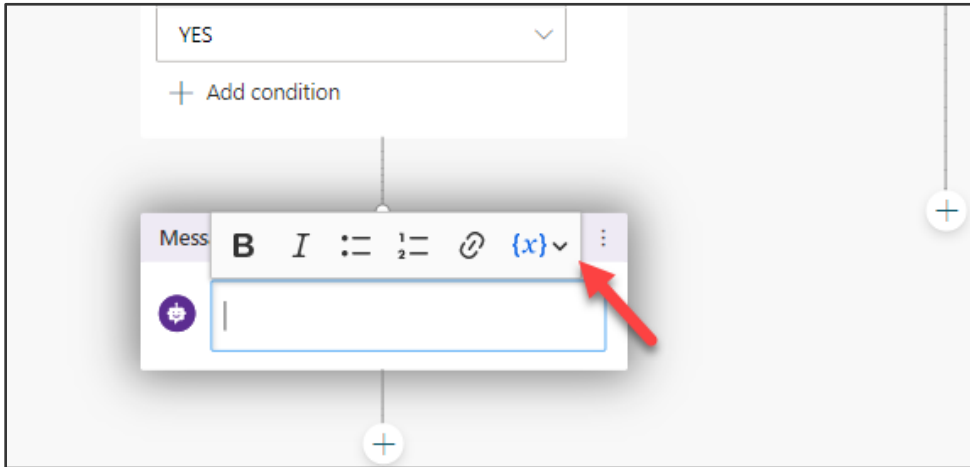 YES
Add condition
Mess
B I {x}